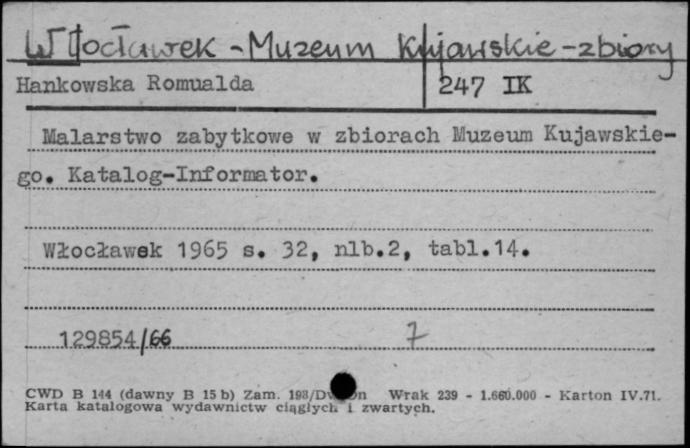 Włocławek - Muzeum Kujawskie - zbiory
Hankowska Romualda
247 IK
Malarstwo zabytkowe w zbiorach Muzeum Kujawskie-
go. Katalog-Informator.
Włocławek 1965 s. 32, nlb.2, tabl.14.
129854/66
7
CWD B 144 (dawny B 15 b) Zam. 198/ Wrak 239 - 1.660.000 - Karton IV.71.
Karta katalogowa wydawnictw ciągłych i zwartych.